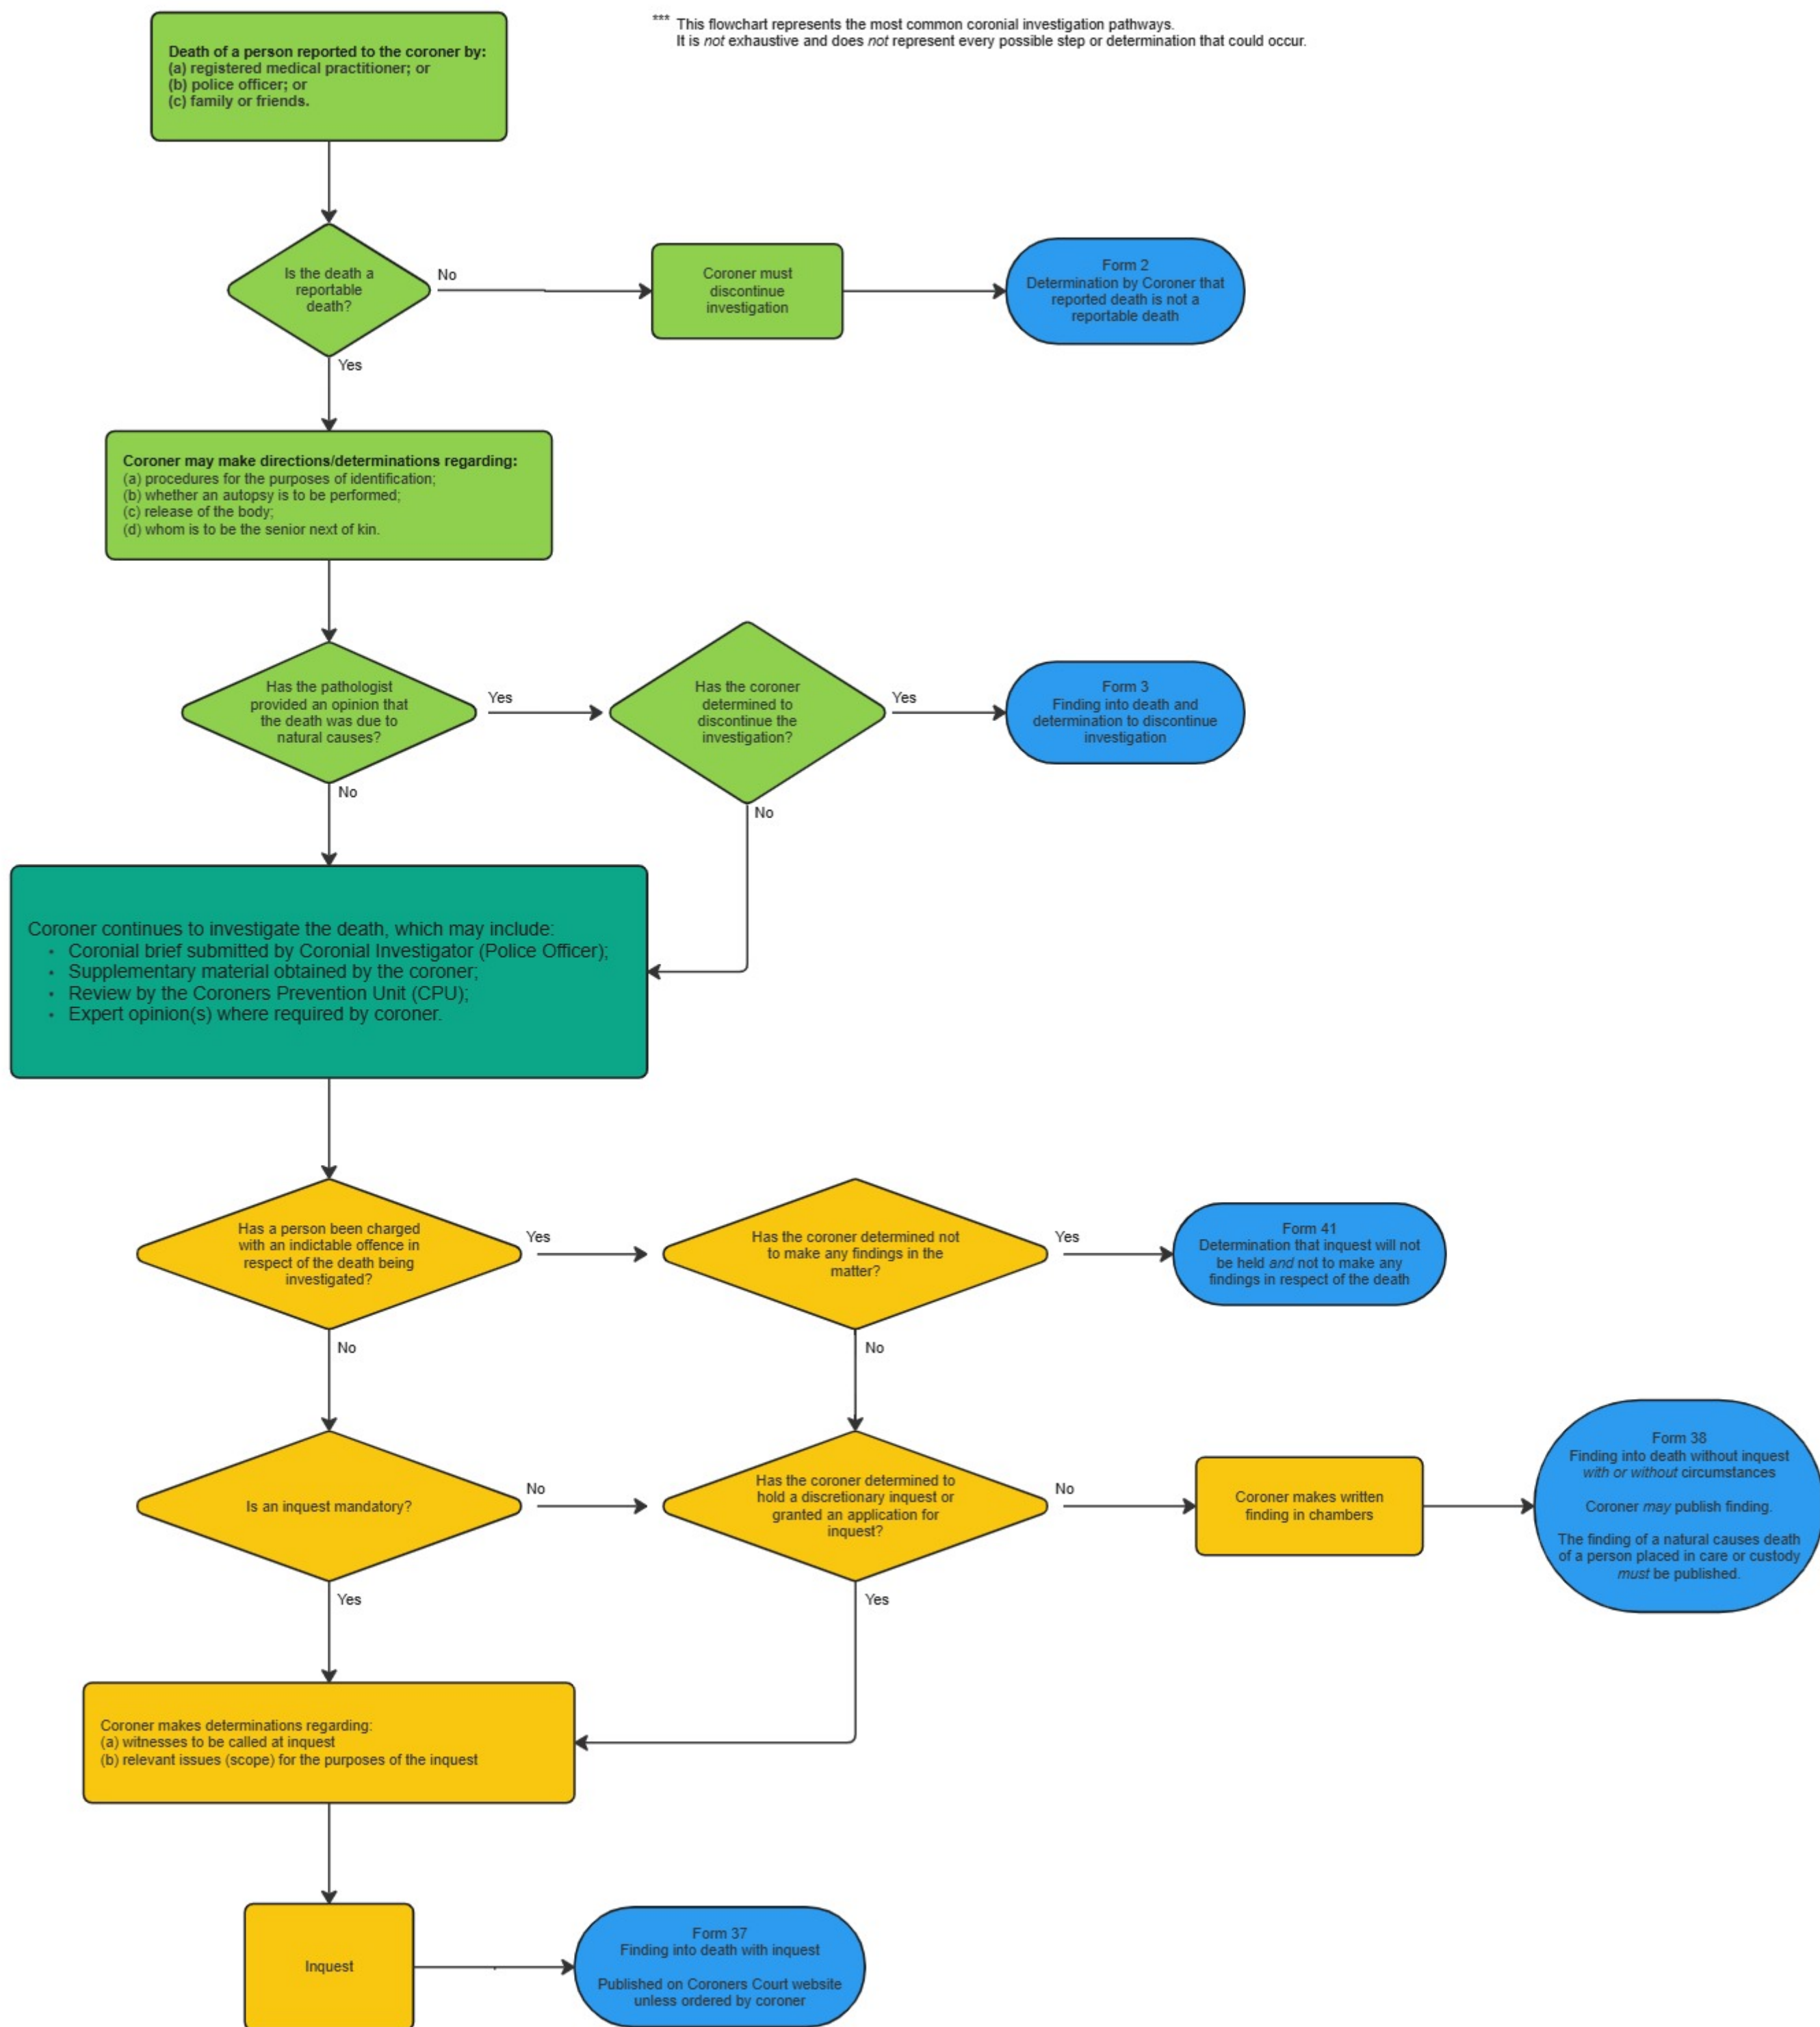 *** This flowchart represents the most common coronial investigation pathways.
It is not exhaustive and does not represent every possible step or determination that could occur.
Death of a person reported to the coroner by:
(a) registered medical practitioner; or
(b) police officer; or
(c) family or friends.
Is the death a
reportable
death?
No
Coroner must
discontinue
investigation
Form 2
Determination by Coroner that
reported death is not a
reportable death
Yes
Coroner may make directions/determinations regarding:
(a) procedures for the purposes of identification;
(b) whether an autopsy is to be performed;
(c) release of the body;
(d) whom is to be the senior next of kin.
Has the pathologist
provided an opinion that
the death was due to
natural causes?
Yes
Has the coroner
determined to
discontinue the
investigation?
Yes
Form 3
Finding into death and
determination to discontinue
investigation
No
No
Coroner continues to investigate the death, which may include:
• Coronial brief submitted by Coronial Investigator (Police Officer);
• Supplementary material obtained by the coroner;
• Review by the Coroners Prevention Unit (CPU);
• Expert opinion(s) where required by coroner.
Has a person been charged
with an indictable offence in
respect of the death being
investigated?
Yes
Has the coroner determined not
to make any findings in the
matter?
Yes
Form 41
Determination that inquest will not
be held and not to make any
findings in respect of the death
No
No
Is an inquest mandatory?
No
Has the coroner determined to
hold a discretionary inquest or
granted an application for
inquest?
No
Coroner makes written
finding in chambers
Form 38
Finding into death without inquest
with or without circumstances
Coroner may publish finding.
The finding of a natural causes death
of a person placed in care or custody
must be published.
Yes
Yes
Coroner makes determinations regarding:
(a) witnesses to be called at inquest
(b) relevant issues (scope) for the purposes of the inquest
Inquest
Form 37
Finding into death with inquest
Published on Coroners Court website
unless ordered by coroner